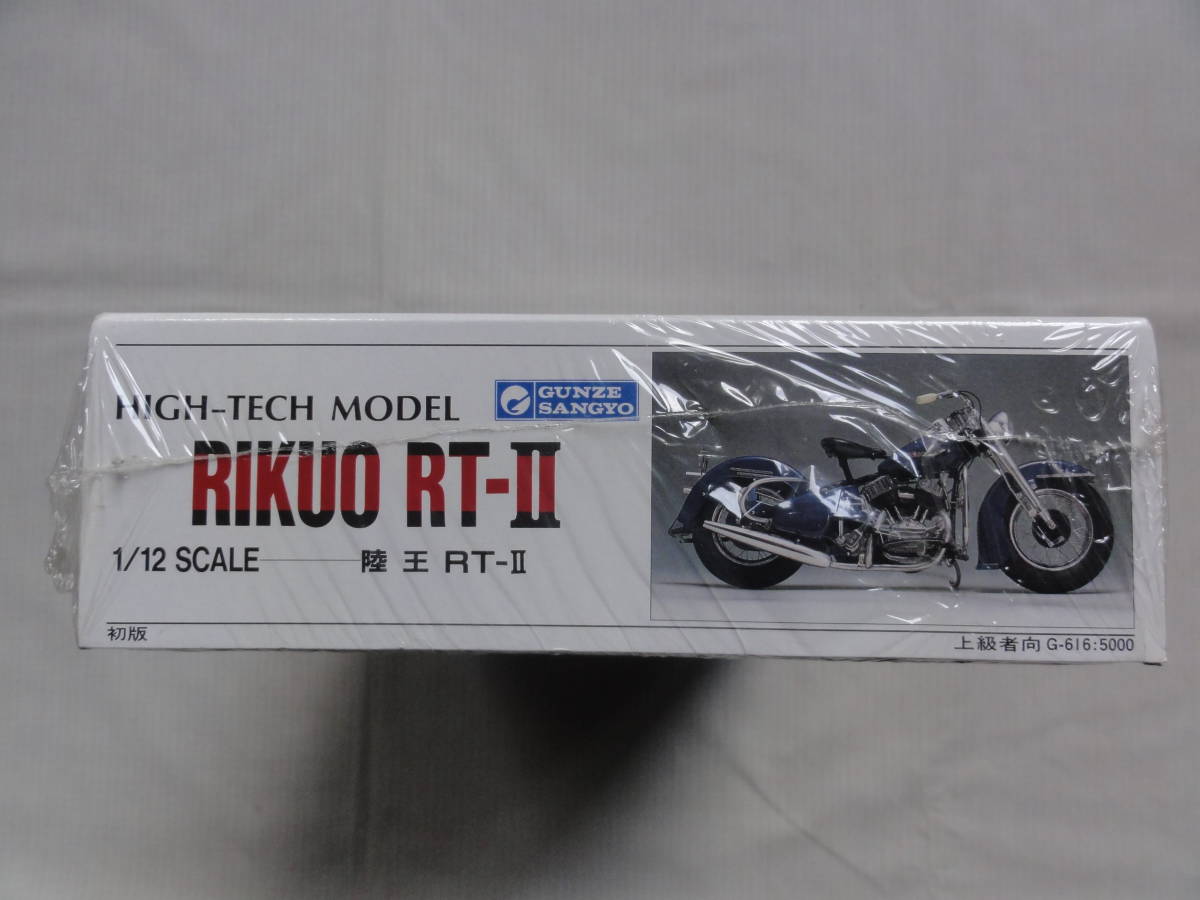 HIGH-TECH MODEL
GUNZE
SANGYO
RIKUO RT-II
1/12 SCALE
陸王 RT-II
初版
上級者向 G-616:5000